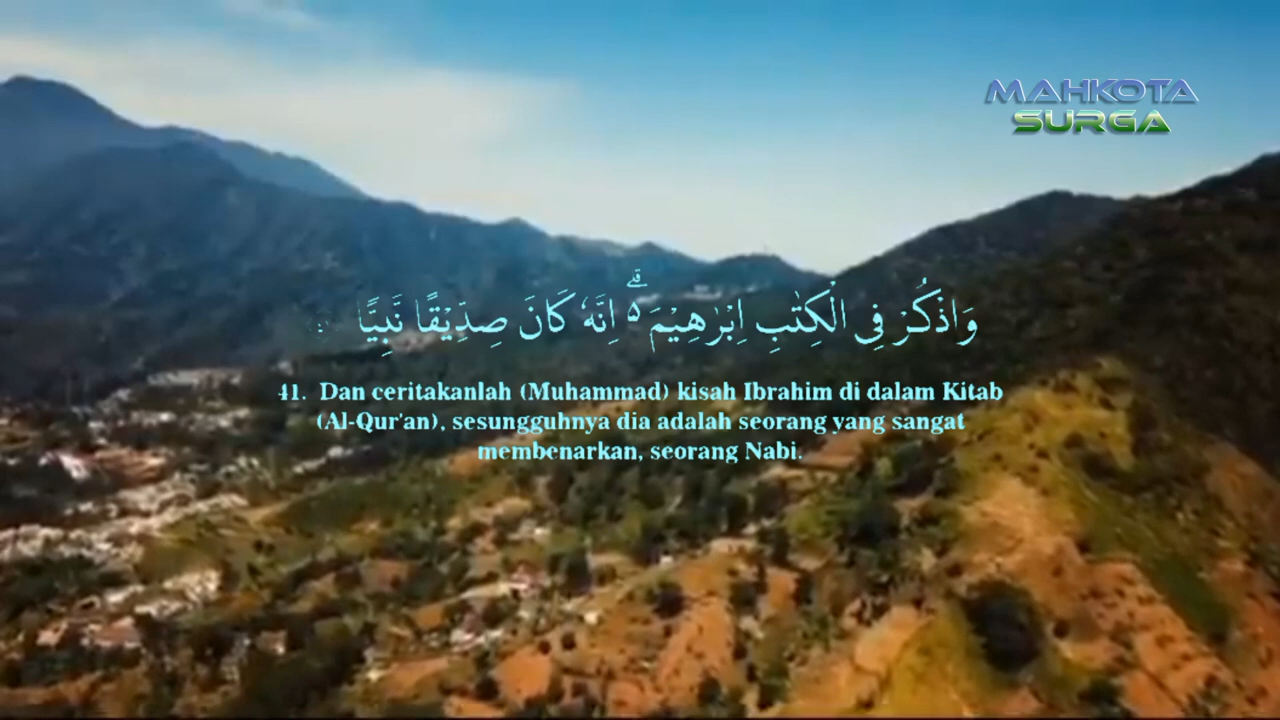 MAHKOTA
SURGA
وَاذْكُرْ فِى الْكِتٰبِ اِبْرٰهِيْمَ ەۗ اِنَّهٗ كَانَ صِدِّيْقًا نَّبِيًّا
41. Dan ceritakanlah (Muhammad) kisah Ibrahim di dalam Kitab
(Al-Qur'an), sesungguhnya dia adalah seorang yang sangat
membenarkan, seorang Nabi.